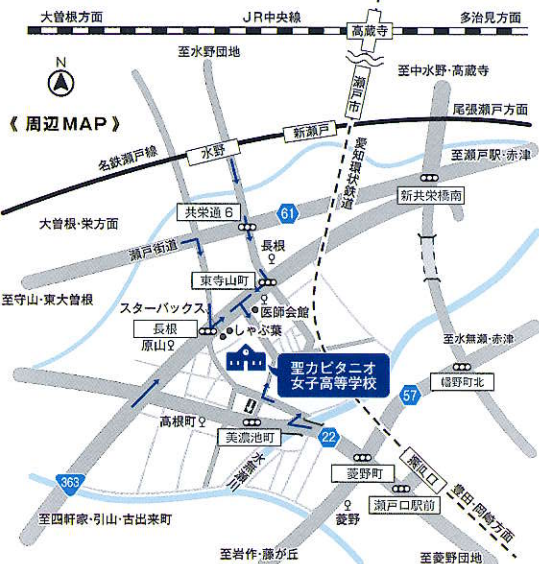 大曽根方面
JR中央線
多治見方面
高蔵寺
N
至水野団地
至中水野・高蔵寺
《 周辺MAP 》
瀬戸市
尾張瀬戸方面
名鉄瀬戸線
水野
新瀬戸
愛知環状鉄道
至瀬戸駅・赤津
新共栄橋南
大曽根・栄方面
共栄通6
61
長根
瀬戸街道
東寺山町
至守山・東大曽根
スターバックス
医師会館
長根
しゃぶ葉
原山
至水無瀬・赤津
聖カピタニオ
女子高等学校
幡野町北
57
高根町
美濃池町
22
水無瀬川
菱野町
瀬戸口
363
瀬戸口駅前
豊田・岡崎方面
至四軒家・引山・古出来町
菱野
至岩作・藤が丘
至菱野団地